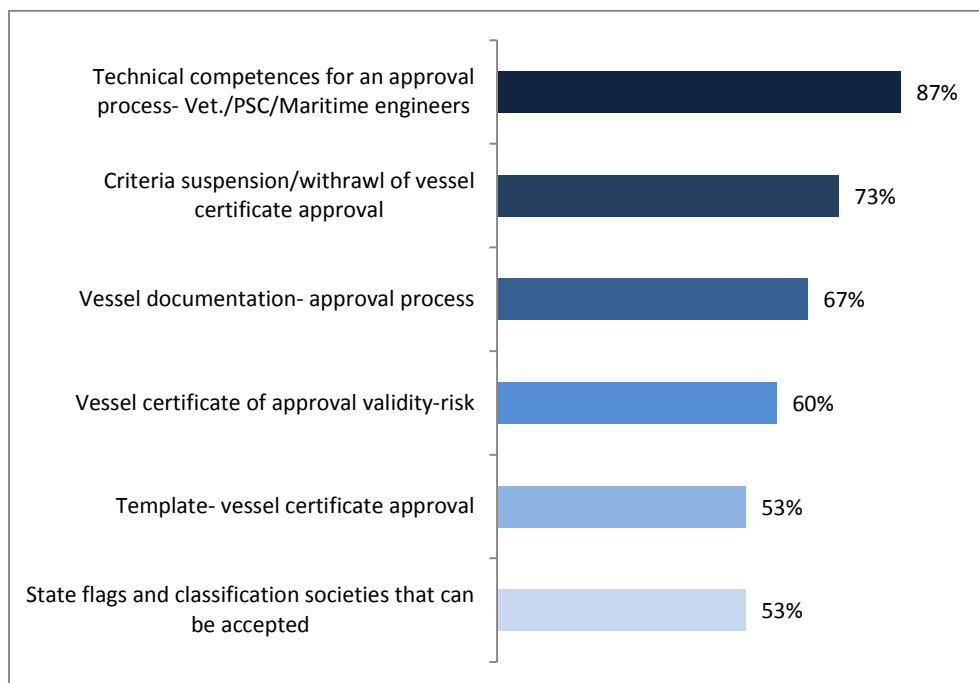 Technical competences for an approval
process- Vet./PSC/Maritime engineers
87%
Criteria suspension/withrawl of vessel
certificate approval
73%
Vessel documentation- approval process
67%
Vessel certificate of approval validity-risk
60%
Template- vessel certificate approval
53%
State flags and classification societies that can
be accepted
53%